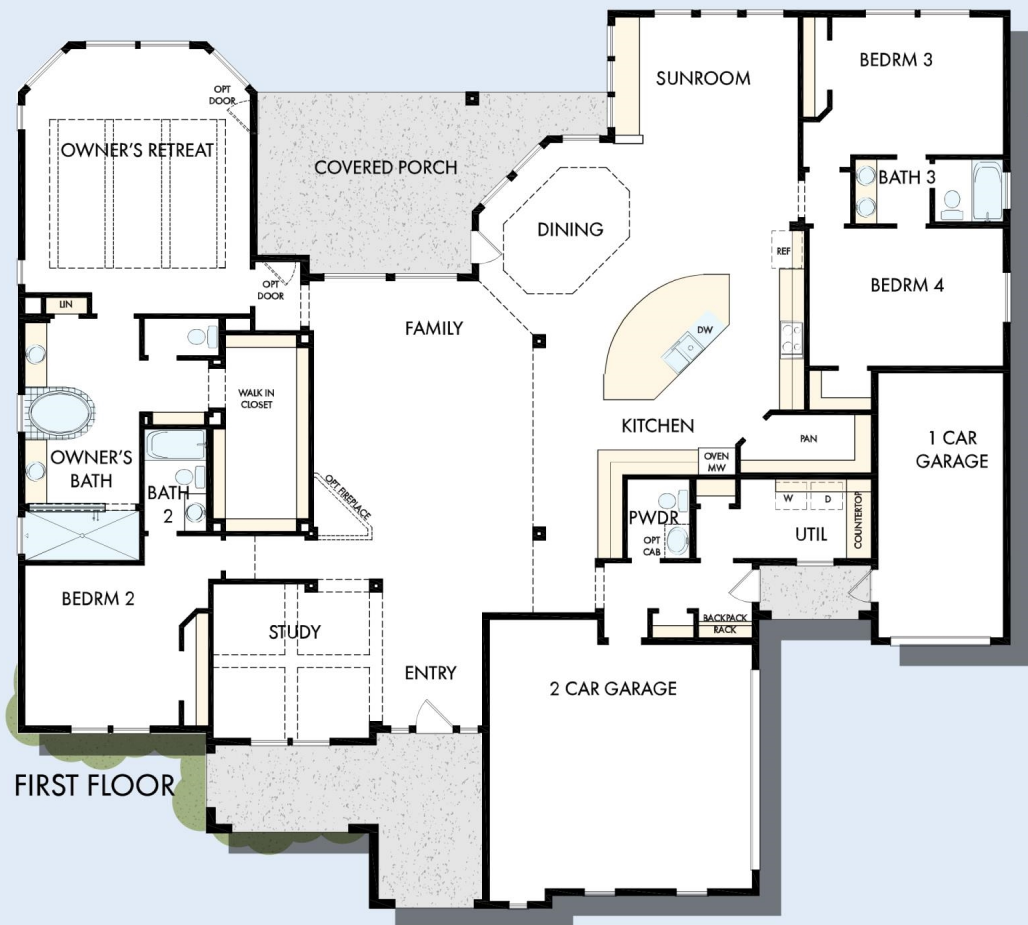 SUNROOM
BEDRM 3
OPT
DOOR
OWNER'S RETREAT
COVERED PORCH
BATH 3
DINING
REF
OPT
DOOR
BEDRM 4
LIN
FAMILY
DW
WALK IN
CLOSET
KITCHEN
PAN
1 CAR
GARAGE
OWNER'S
BATH
OVEN
MW
BATH
2
OPT FIREPLACE
W
D
COUNTERTOP
PWDR
OPT
CAB
UTIL
BEDRM 2
STUDY
BACKPACK
RACK
ENTRY
2 CAR GARAGE
FIRST FLOOR